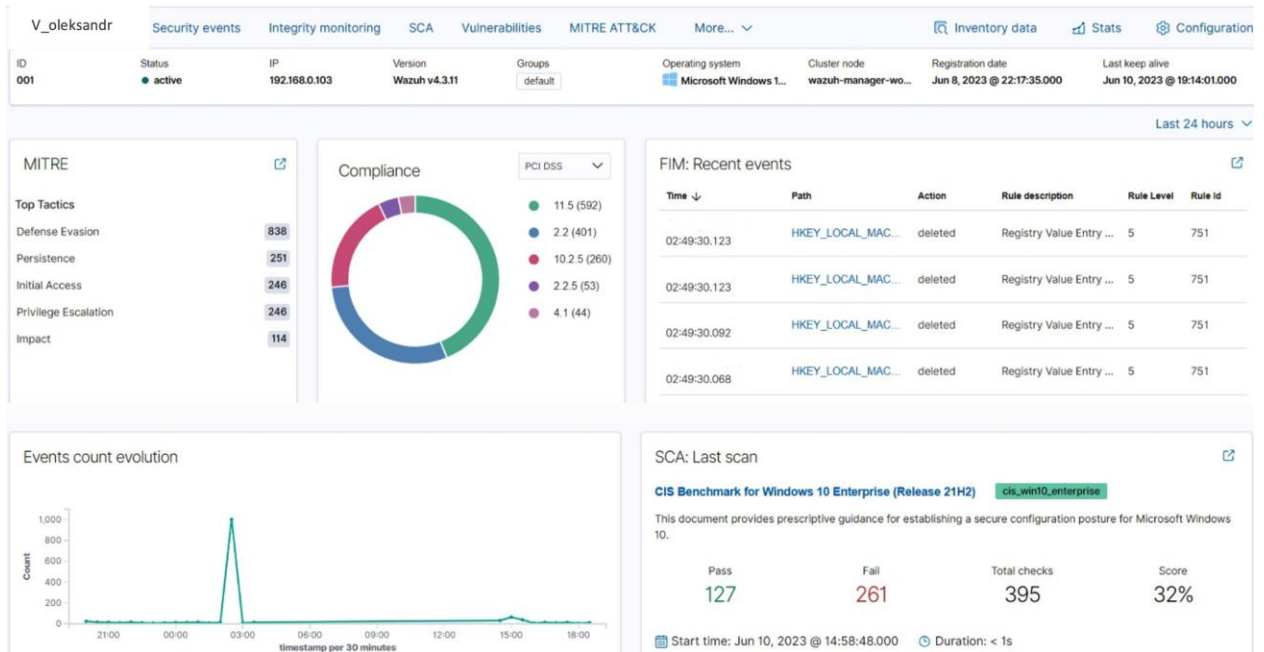 V_oleksandr Security events Integrity monitoring SCA Vulnerabilities MITRE ATT&CK More... Inventory data Stats Configuration
ID Status IP Version Groups Operating system Cluster node Registration date Last keep alive
001 active 192.168.0.103 Wazuh v4.3.11 default Microsoft Windows 1... wazuh-manager-wo... Jun 8, 2023 @ 22:17:35.000 Jun 10, 2023 @ 19:14:01.000
Last 24 hours
MITRE
Top Tactics
Defense Evasion 838
Persistence 251
Initial Access 246
Privilege Escalation 246
Impact 114
Compliance PCI DSS
11.5 (592)
2.2 (401)
10.2.5 (260)
2.2.5 (53)
4.1 (44)
FIM: Recent events
Time Path Action Rule description Rule Level Rule Id
02:49:30.123 HKEY_LOCAL_MAC... deleted Registry Value Entry ... 5 751
02:49:30.123 HKEY_LOCAL_MAC... deleted Registry Value Entry ... 5 751
02:49:30.092 HKEY_LOCAL_MAC... deleted Registry Value Entry ... 5 751
02:49:30.068 HKEY_LOCAL_MAC... deleted Registry Value Entry ... 5 751
Events count evolution
Count
1,000
800
600
400
200
0
21:00 00:00 03:00 06:00 09:00 12:00 15:00 18:00
timestamp per 30 minutes
SCA: Last scan
CIS Benchmark for Windows 10 Enterprise (Release 21H2) cis_win10_enterprise
This document provides prescriptive guidance for establishing a secure configuration posture for Microsoft Windows
10.
Pass Fail Total checks Score
127 261 395 32%
Start time: Jun 10, 2023 @ 14:58:48.000 Duration: < 1s